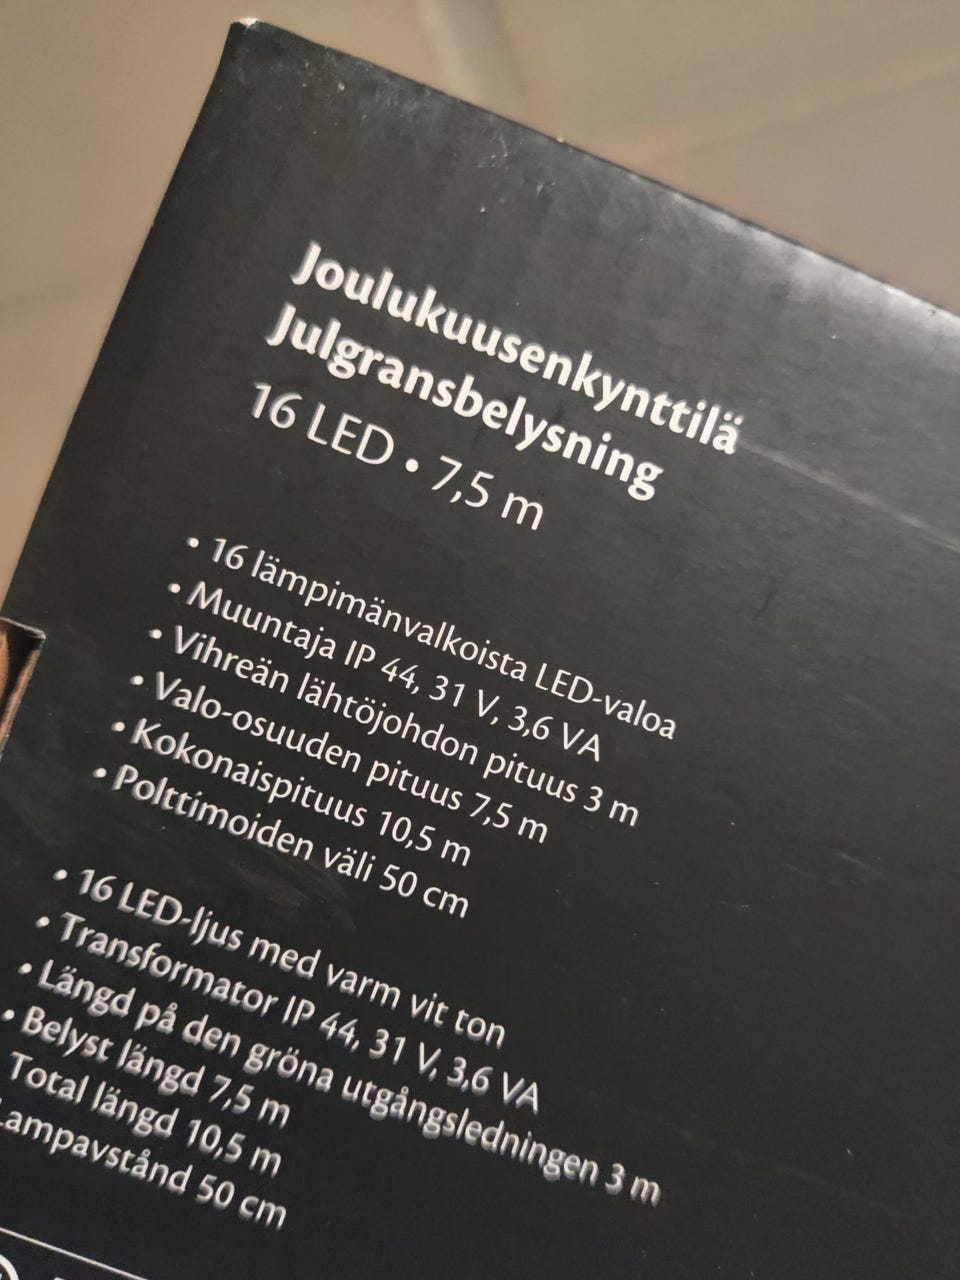 Joulukuusenkynttilä
Julgransbelysning
16 LED • 7,5 m
• 16 lämpimänvalkoista LED-valoa
• Muuntaja IP 44, 31 V, 3,6 VA
• Vihreän lähtöjohdon pituus 3 m
• Valo-osuuden pituus 7,5 m
• Kokonaispituus 10,5 m
• Polttimoiden väli 50 cm
• 16 LED-ljus med varm vit ton
• Transformator IP 44, 31 V, 3,6 VA
• Längd på den gröna utgångsledningen 3 m
• Belyst längd 7,5 m
Total längd 10,5 m
Lampavstånd 50 cm